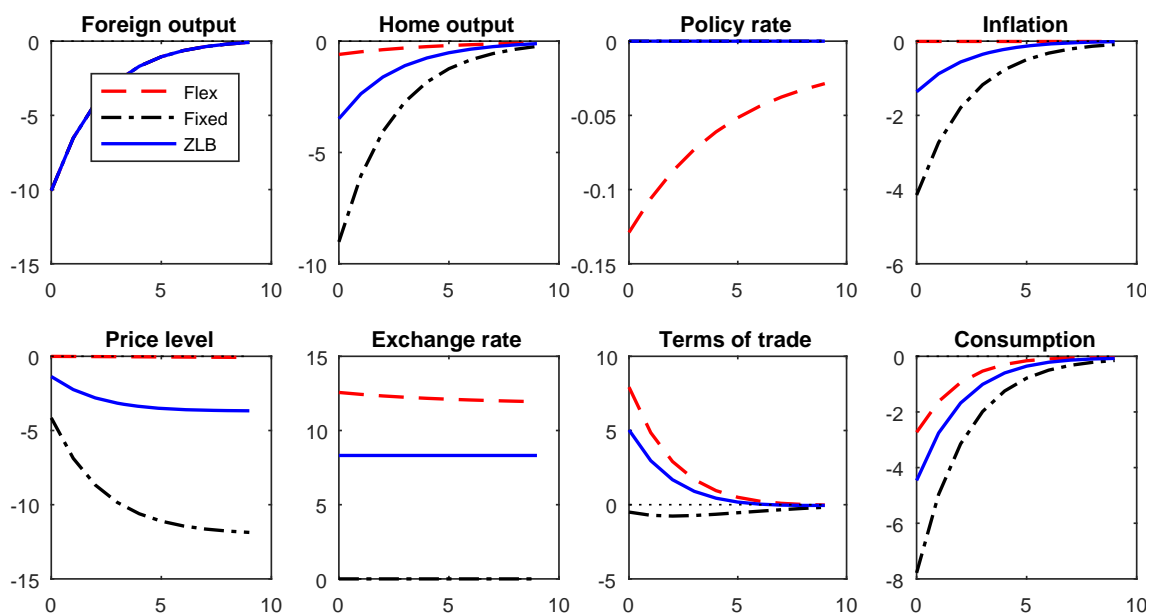 Foreign output
0
-5
-10
-15
0 5 10
Flex
Fixed
ZLB
Home output
0
-5
-10
0 5 10
Policy rate
0
-0.05
-0.1
-0.15
0 5 10
Inflation
0
-2
-4
-6
0 5 10
Price level
0
-5
-10
-15
0 5 10
Exchange rate
15
10
5
0
0 5 10
Terms of trade
10
5
0
-5
0 5 10
Consumption
0
-2
-4
-6
-8
0 5 10